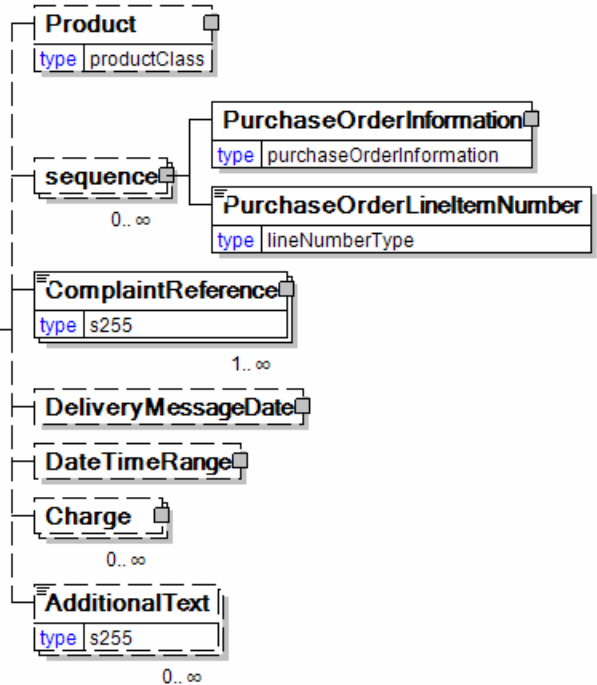 Product
type productClass
PurchaseOrderInformation
type purchaseOrderInformation
sequence
0.. ∞
PurchaseOrderLineItemNumber
type lineNumberType
ComplaintReference
type s255
1.. ∞
DeliveryMessageDate
DateTimeRange
Charge
0.. ∞
AdditionalText
type s255
0.. ∞